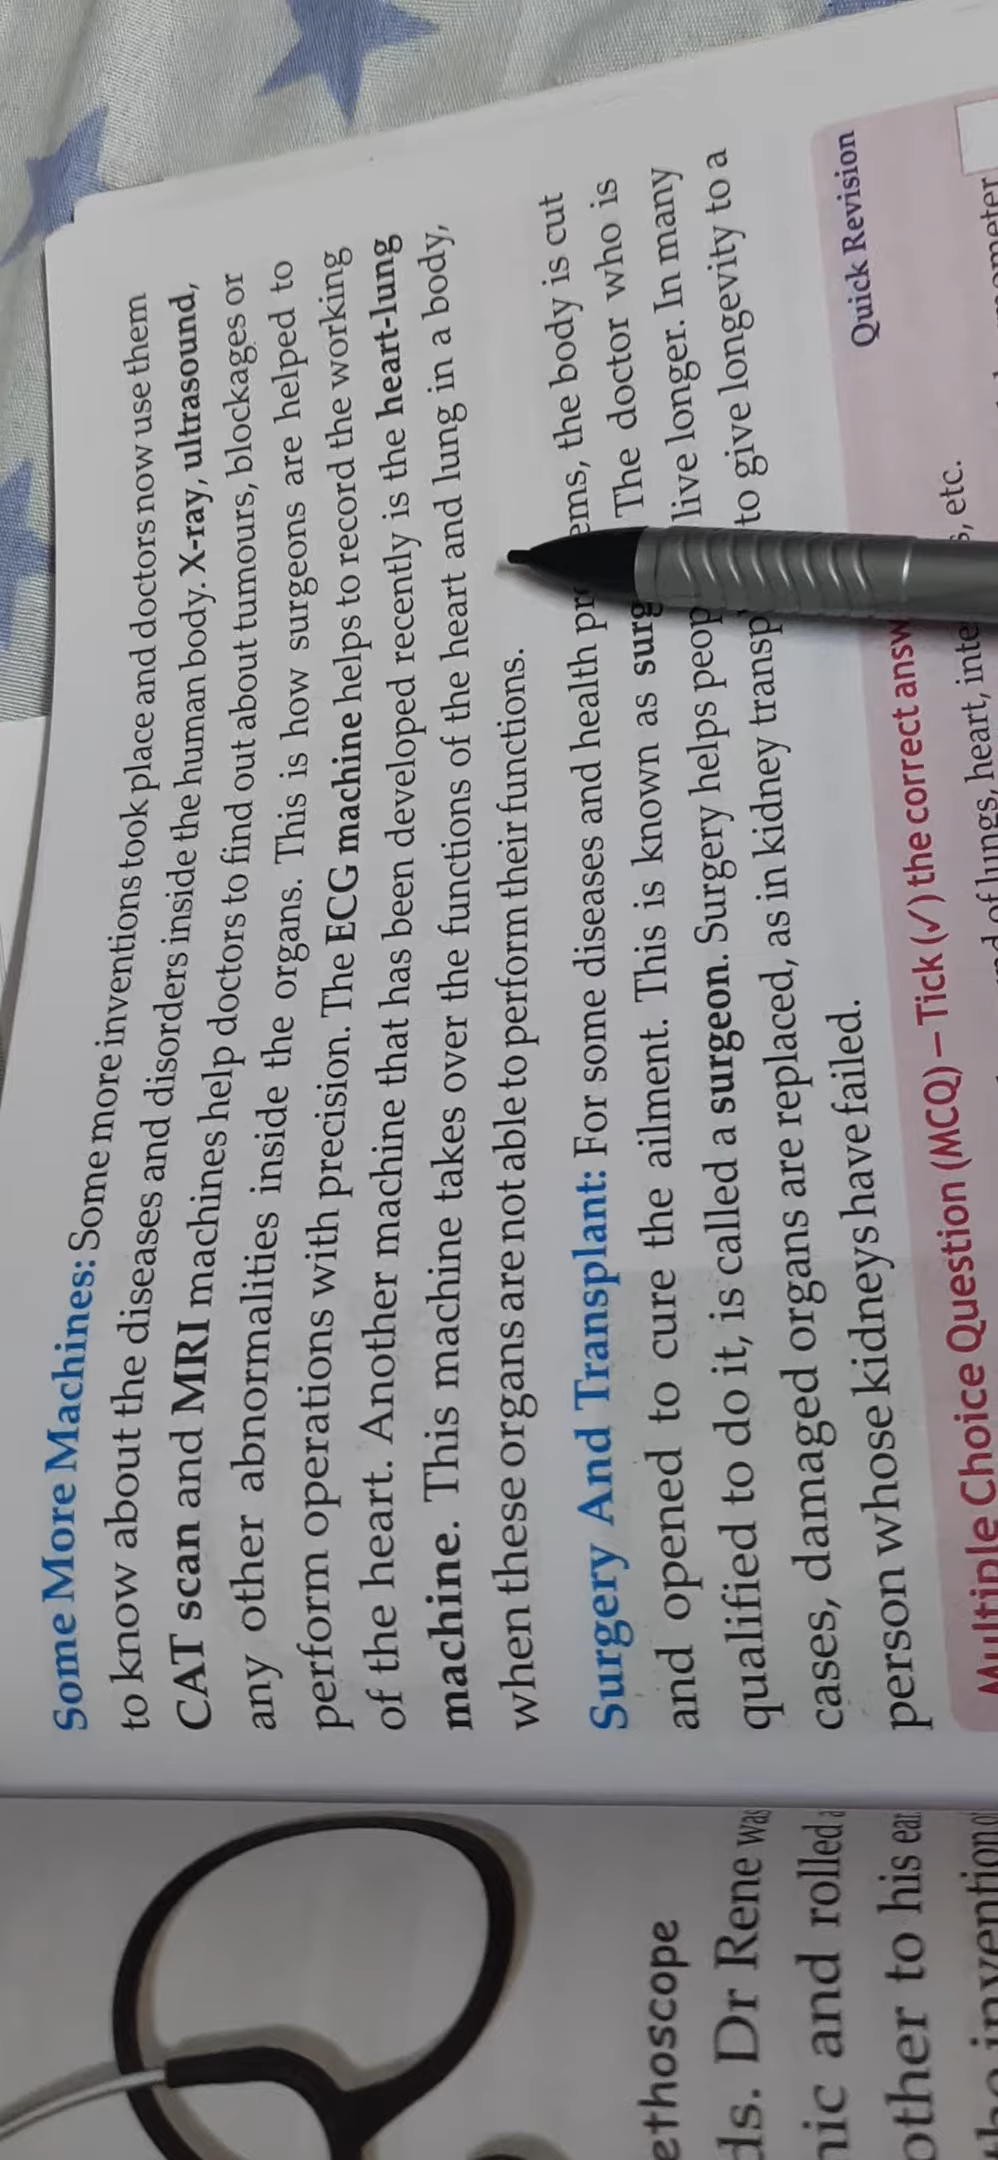 Some More Machines: Some more inventions took place and doctors now use them
to know about the diseases and disorders inside the human body. X-ray, ultrasound,
CAT scan and MRI machines help doctors to find out about tumours, blockages or
any other abnormalities inside the organs. This is how surgeons are helped to
perform operations with precision. The ECG machine helps to record the working
of the heart. Another machine that has been developed recently is the heart-lung
machine. This machine takes over the functions of the heart and lung in a body,
when these organs are not able to perform their functions.
Surgery And Transplant: For some diseases and health the body is cut
and opened to cure the ailment. This is known as The doctor who is
qualified to do it, is called a surgeon. Surgery helps live longer. In many
cases, damaged organs are replaced, as in kidney to give longevity to a
person whose kidneys have failed.
Quick Revision
Multiple Choice Question (MCQ) – Tick (✓) the correct
of lungs, heart, etc.
ethoscope
ds. Dr Rene was
nic and rolled a
other to his ear
invention